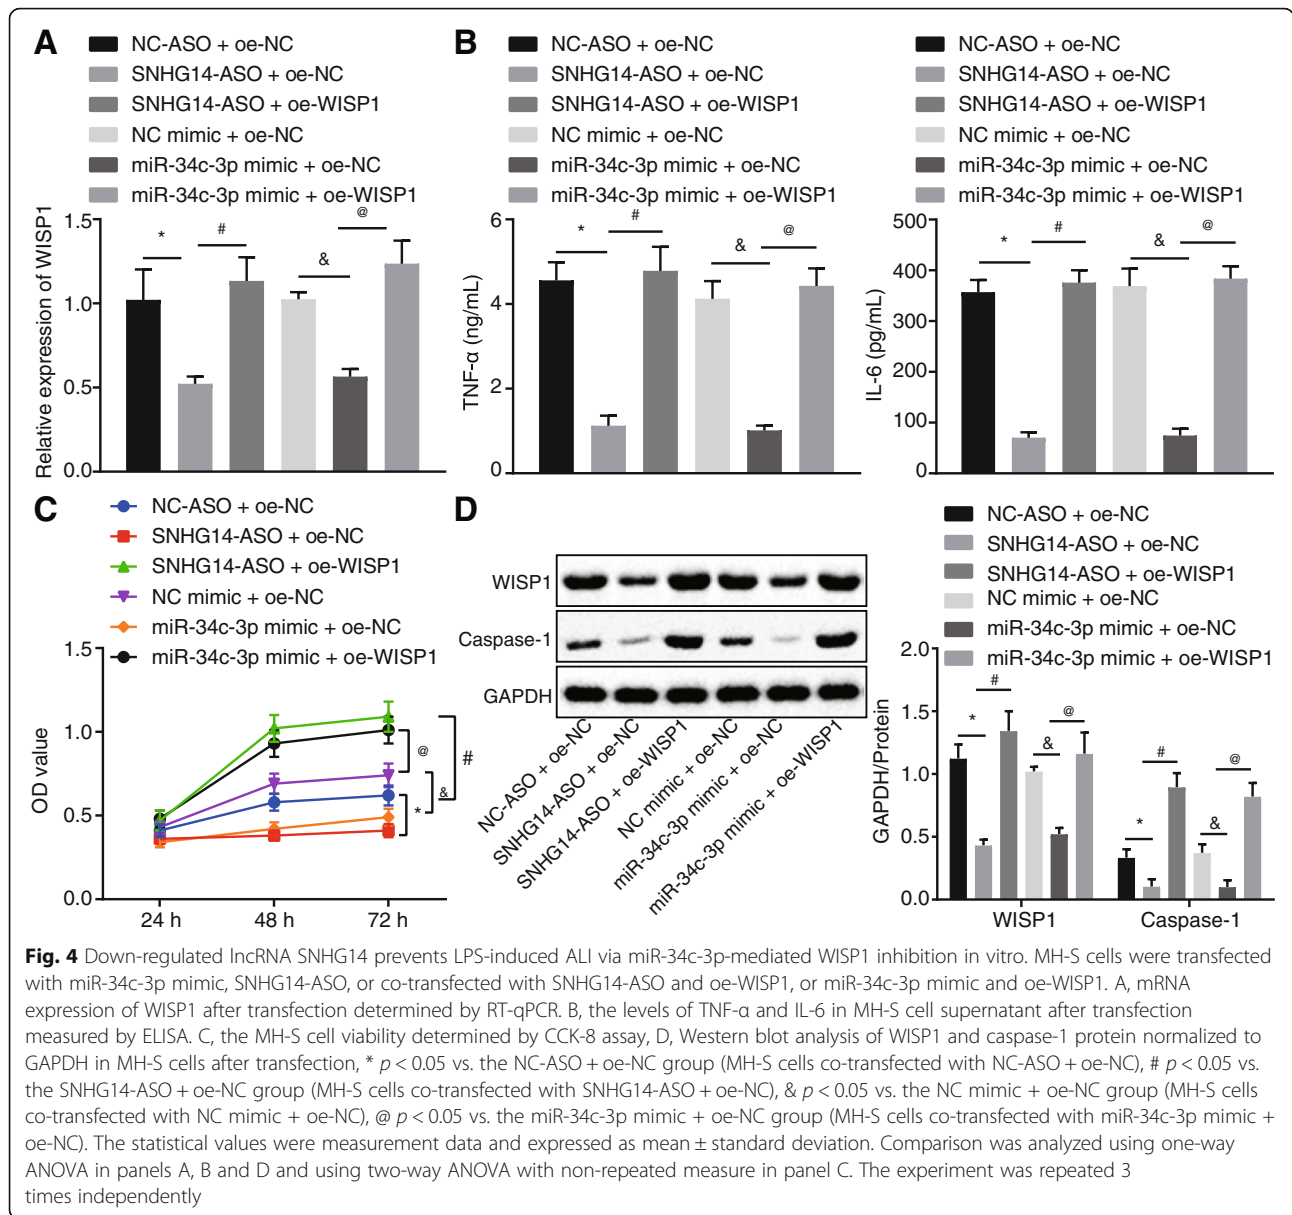 A
NC-ASO + oe-NC
SNHG14-ASO + oe-NC
SNHG14-ASO + oe-WISP1
NC mimic + oe-NC
miR-34c-3p mimic + oe-NC
miR-34c-3p mimic + oe-WISP1
Relative expression of WISP1
1.5
1.0
0.5
0.0
*
#
&
@
B
NC-ASO + oe-NC
SNHG14-ASO + oe-NC
SNHG14-ASO + oe-WISP1
NC mimic + oe-NC
miR-34c-3p mimic + oe-NC
miR-34c-3p mimic + oe-WISP1
TNF-α (ng/mL)
6
4
2
0
*
#
&
@
NC-ASO + oe-NC
SNHG14-ASO + oe-NC
SNHG14-ASO + oe-WISP1
NC mimic + oe-NC
miR-34c-3p mimic + oe-NC
miR-34c-3p mimic + oe-WISP1
IL-6 (pg/mL)
500
400
300
200
100
0
*
#
&
@
C
NC-ASO + oe-NC
SNHG14-ASO + oe-NC
SNHG14-ASO + oe-WISP1
NC mimic + oe-NC
miR-34c-3p mimic + oe-NC
miR-34c-3p mimic + oe-WISP1
OD value
1.5
1.0
0.5
0.0
24 h
48 h
72 h
@
*
&
#
D
WISP1
Caspase-1
GAPDH
NC-ASO + oe-NC
SNHG14-ASO + oe-NC
SNHG14-ASO + oe-WISP1
NC mimic + oe-NC
miR-34c-3p mimic + oe-NC
miR-34c-3p mimic + oe-WISP1
NC-ASO + oe-NC
SNHG14-ASO + oe-NC
SNHG14-ASO + oe-WISP1
NC mimic + oe-NC
miR-34c-3p mimic + oe-NC
miR-34c-3p mimic + oe-WISP1
GAPDH/Protein
2.0
1.5
1.0
0.5
0.0
*
#
&
@
*
#
&
@
WISP1
Caspase-1
Fig. 4 Down-regulated lncRNA SNHG14 prevents LPS-induced ALI via miR-34c-3p-mediated WISP1 inhibition in vitro. MH-S cells were transfected
with miR-34c-3p mimic, SNHG14-ASO, or co-transfected with SNHG14-ASO and oe-WISP1, or miR-34c-3p mimic and oe-WISP1. A, mRNA
expression of WISP1 after transfection determined by RT-qPCR. B, the levels of TNF-α and IL-6 in MH-S cell supernatant after transfection
measured by ELISA. C, the MH-S cell viability determined by CCK-8 assay, D, Western blot analysis of WISP1 and caspase-1 protein normalized to
GAPDH in MH-S cells after transfection, * p < 0.05 vs. the NC-ASO + oe-NC group (MH-S cells co-transfected with NC-ASO + oe-NC), # p < 0.05 vs.
the SNHG14-ASO + oe-NC group (MH-S cells co-transfected with SNHG14-ASO + oe-NC), & p < 0.05 vs. the NC mimic + oe-NC group (MH-S cells
co-transfected with NC mimic + oe-NC), @ p < 0.05 vs. the miR-34c-3p mimic + oe-NC group (MH-S cells co-transfected with miR-34c-3p mimic +
oe-NC). The statistical values were measurement data and expressed as mean ± standard deviation. Comparison was analyzed using one-way
ANOVA in panels A, B and D and using two-way ANOVA with non-repeated measure in panel C. The experiment was repeated 3
times independently